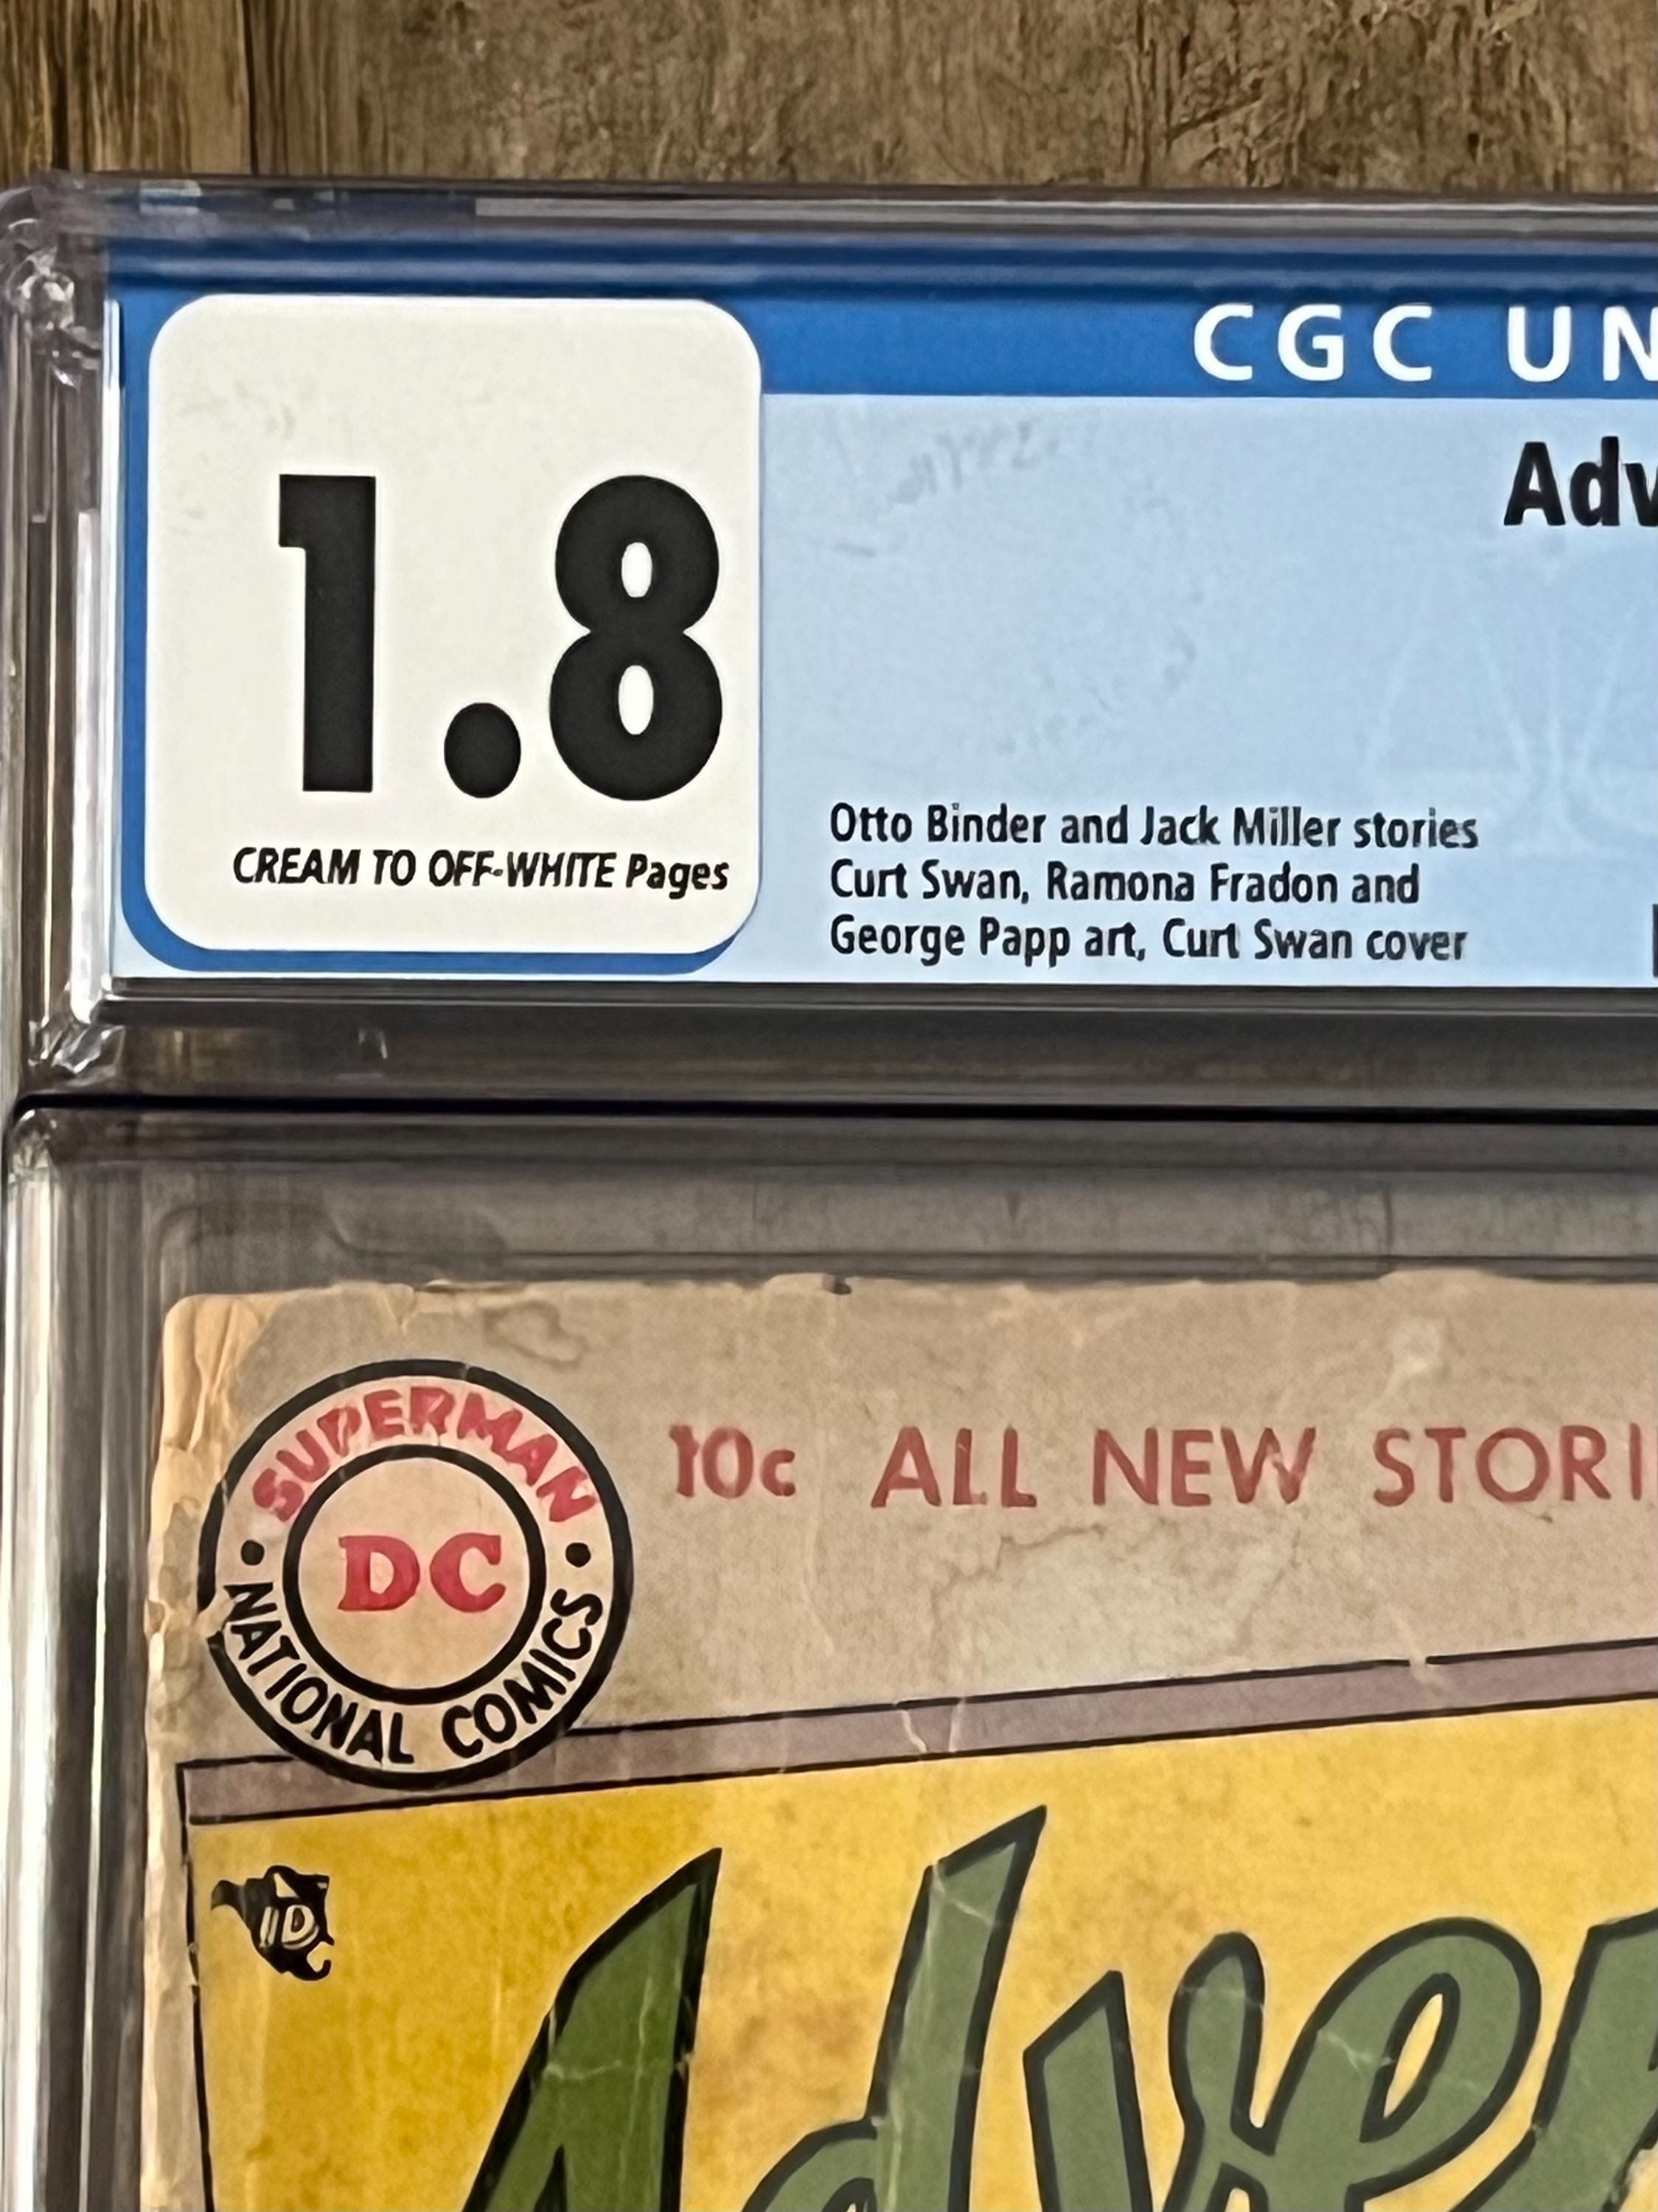 CGC UN
Adv
1.8
CREAM TO OFF-WHITE Pages
Otto Binder and Jack Miller stories
Curt Swan, Ramona Fradon and
George Papp art, Curt Swan cover
SUPERMAN
DC
NATIONAL COMICS
10c ALL NEW STORI
ID
Adven